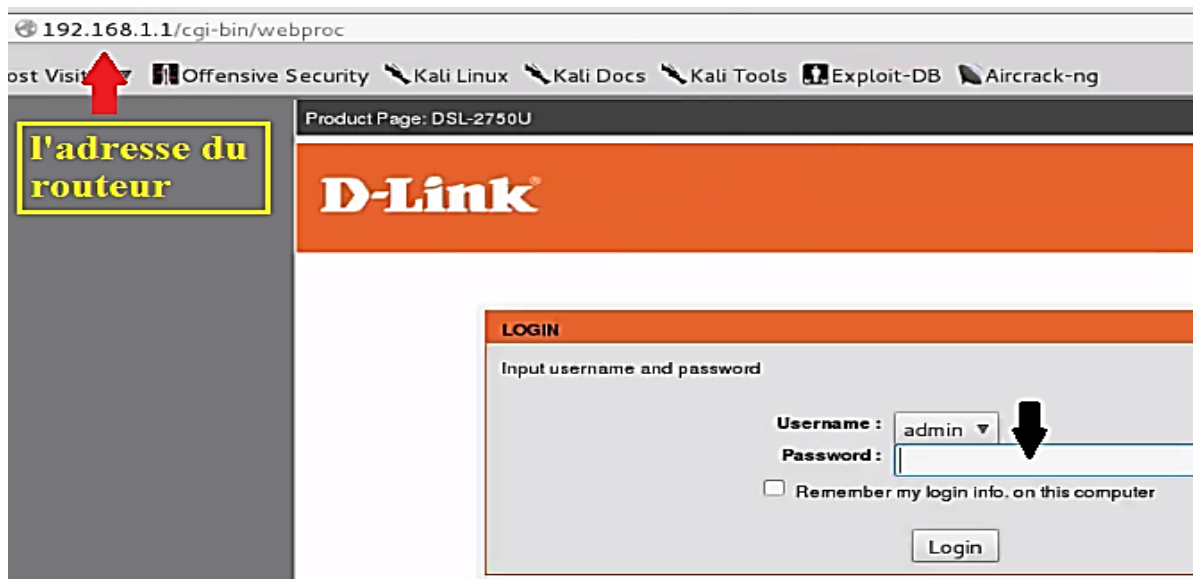 192.168.1.1/cgi-bin/webproc
ost Visit Offensive Security Kali Linux Kali Docs Kali Tools Exploit-DB Aircrack-ng
l'adresse du
routeur
Product Page: DSL-2750U
D-Link
LOGIN
Input username and password
Username : admin
Password :
Remember my login info. on this computer
Login